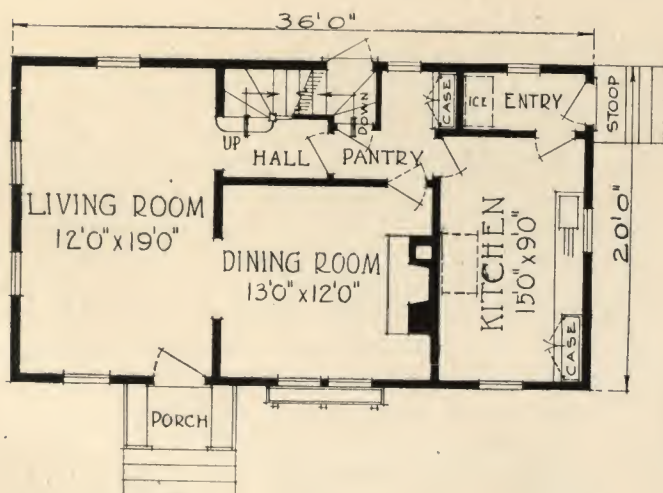 36'0"
CASE
ICE
ENTRY
STOOP
DOWN
UP
HALL
PANTRY
LIVING ROOM
12'0"x19'0"
DINING ROOM
13'0"x12'0"
KITCHEN
15'0"x9'0"
20'0"
CASE
PORCH